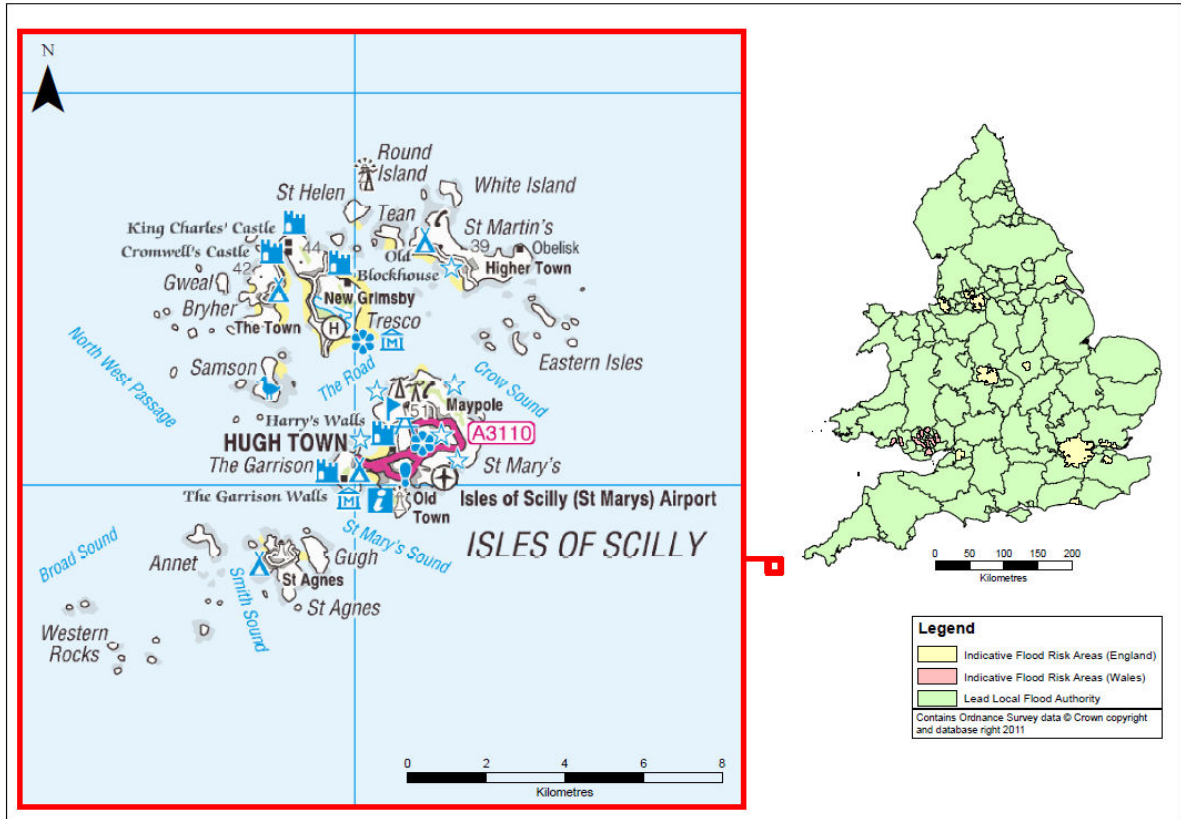 N
Round
Island
White Island
St Helen
Tean
St Martin's
King Charles' Castle
44
39
Obelisk
Cromwell's Castle
Old
Blockhouse
Higher Town
42
Gweal
New Grimsby
Bryher
The Town
H
Tresco
M
Eastern Isles
North West Passage
Samson
The Road
Crow Sound
Maypole
51
Harry's Walls
A3110
HUGH TOWN
The Garrison
St Mary's
The Garrison Walls
M
i
Old
Town
Isles of Scilly (St Marys) Airport
St Mary's Sound
ISLES OF SCILLY
Broad Sound
Annet
Gugh
St Agnes
Smith Sound
St Agnes
Western
Rocks
0 2 4 6 8
Kilometres
0 50 100 150 200
Kilometres
Legend
Indicative Flood Risk Areas (England)
Indicative Flood Risk Areas (Wales)
Lead Local Flood Authority
Contains Ordnance Survey data © Crown copyright
and database right 2011